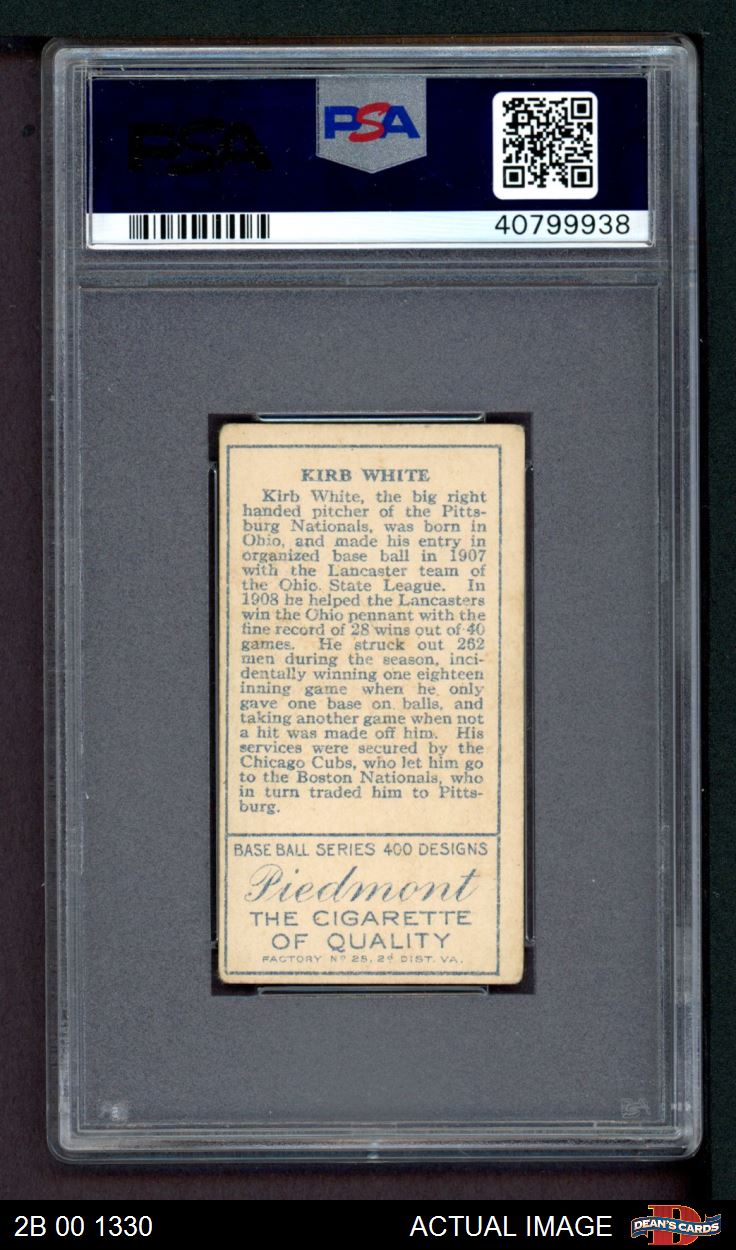 PSA
PSA
40799938
KIRB WHITE
Kirb White, the big right
handed pitcher of the Pitts-
burg Nationals, was born in
Ohio, and made his entry in
organized base ball in 1907
with the Lancaster team of
the Ohio State League. In
1908 he helped the Lancasters
win the Ohio pennant with the
fine record of 28 wins out of 40
games. He struck out 262
men during the season, inci-
dentally winning one eighteen
inning game when he only
gave one base on balls, and
taking another game when not
a hit was made off him. His
services were secured by the
Chicago Cubs, who let him go
to the Boston Nationals, who
in turn traded him to Pitts-
burg.
BASE BALL SERIES 400 DESIGNS
Piedmont
THE CIGARETTE
OF QUALITY
FACTORY Nº 25, 2d DIST. VA.
PSA
2B 00 1330
ACTUAL IMAGE
DEAN'S CARDS